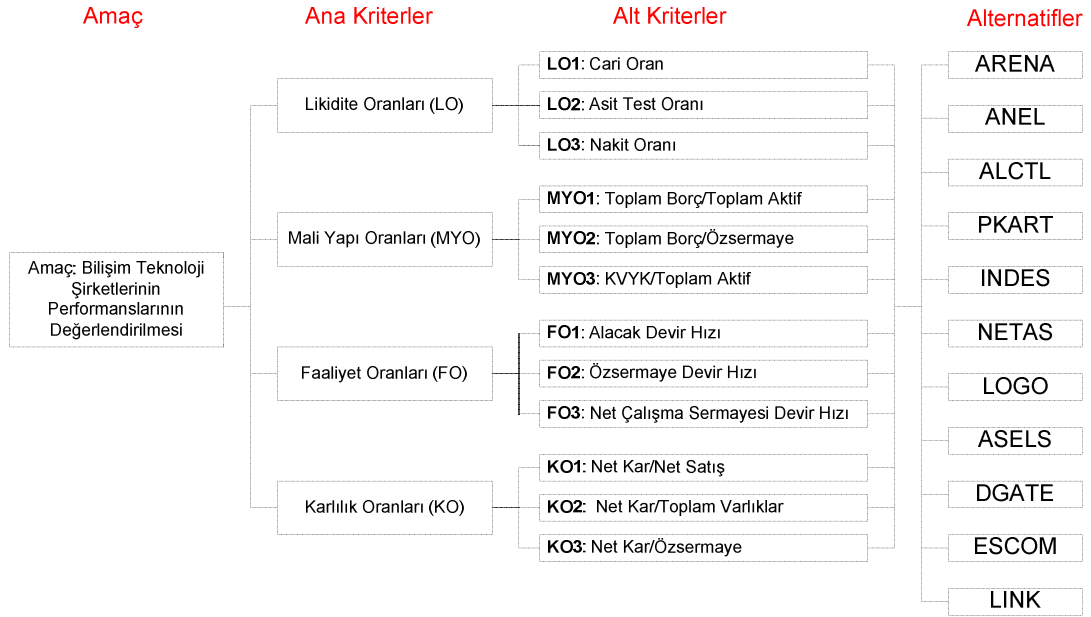 Amaç
Ana Kriterler
Alt Kriterler
Alternatifler
Amaç: Bilişim Teknoloji
Şirketlerinin
Performanslarının
Değerlendirilmesi
Likidite Oranları (LO)
LO1: Cari Oran
LO2: Asit Test Oranı
LO3: Nakit Oranı
Mali Yapı Oranları (MYO)
MYO1: Toplam Borç/Toplam Aktif
MYO2: Toplam Borç/Özsermaye
MYO3: KVYK/Toplam Aktif
Faaliyet Oranları (FO)
FO1: Alacak Devir Hızı
FO2: Özsermaye Devir Hızı
FO3: Net Çalışma Sermayesi Devir Hızı
Karlılık Oranları (KO)
KO1: Net Kar/Net Satış
KO2: Net Kar/Toplam Varlıklar
KO3: Net Kar/Özsermaye
ARENA
ANEL
ALCTL
PKART
INDES
NETAS
LOGO
ASELS
DGATE
ESCOM
LINK